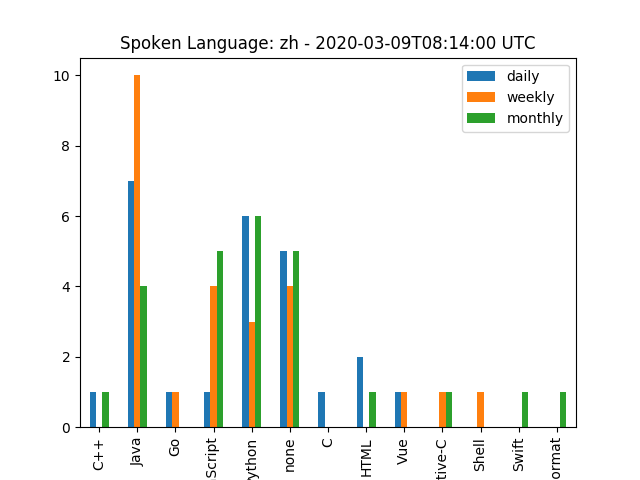 Spoken Language: zh - 2020-03-09T08:14:00 UTC
daily
weekly
monthly
10
8
6
4
2
0
C++
Java
Go
Script
ython
none
C
HTML
Vue
tive-C
Shell
Swift
ormat